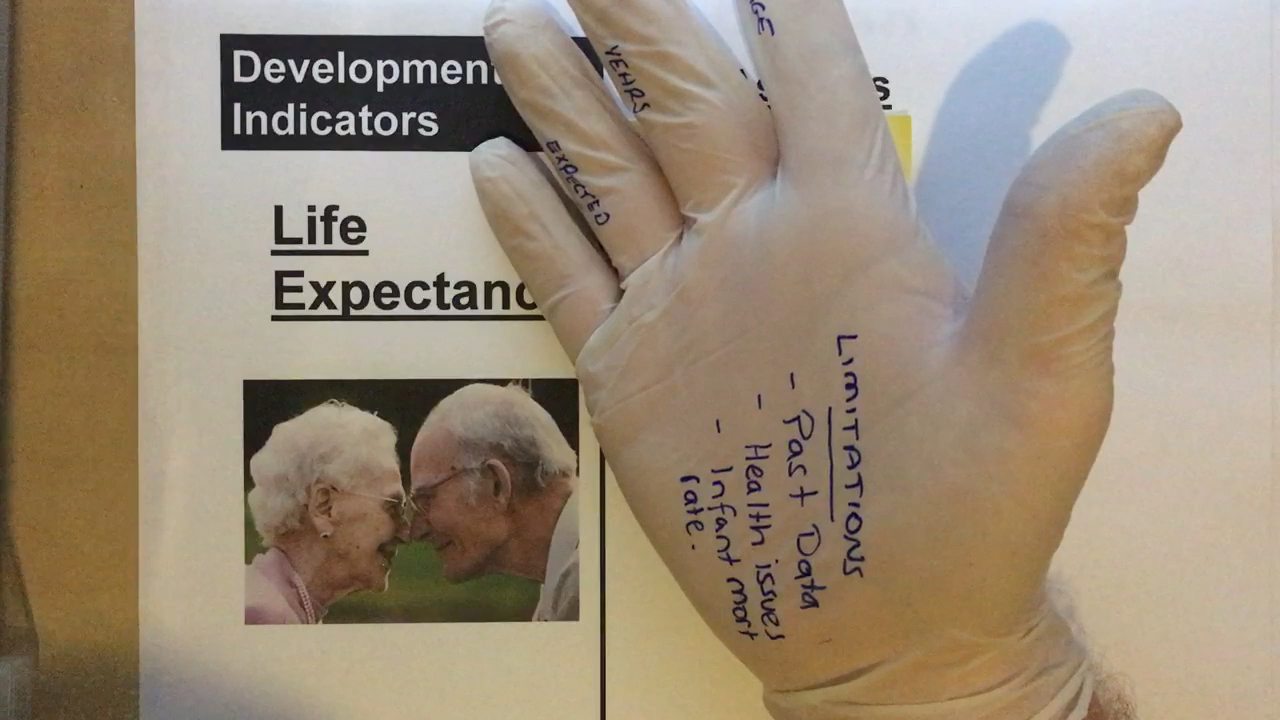 Development
Indicators
Life
Expectanc
EXPECTED
YEARS
LIMITATIONS
- Past Data
- Health issues
- Infant mort
rate.